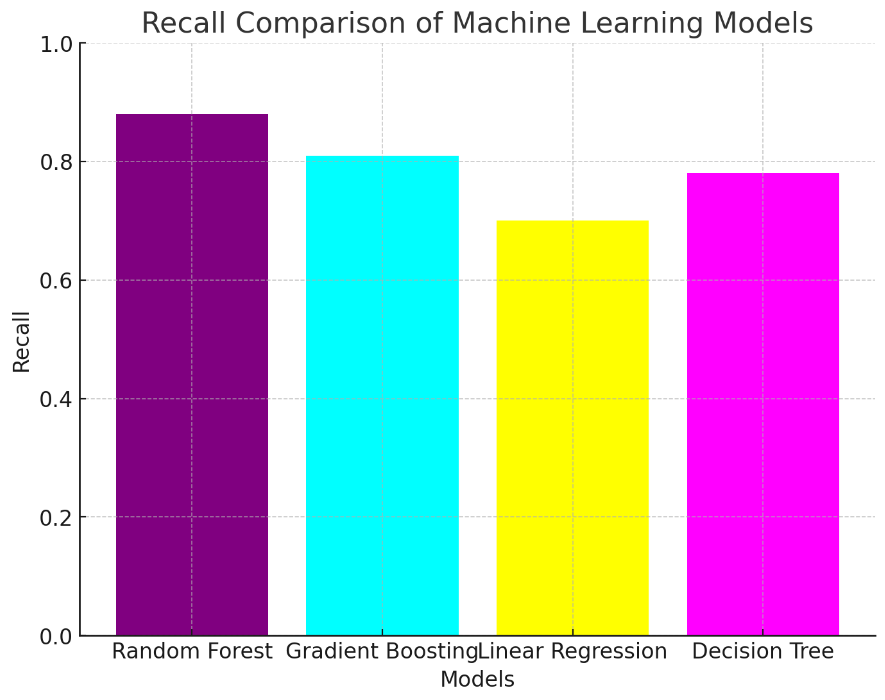 Recall Comparison of Machine Learning Models
1.0
0.8
0.6
0.4
0.2
0.0
Recall
Random Forest Gradient Boosting Linear Regression Decision Tree
Models